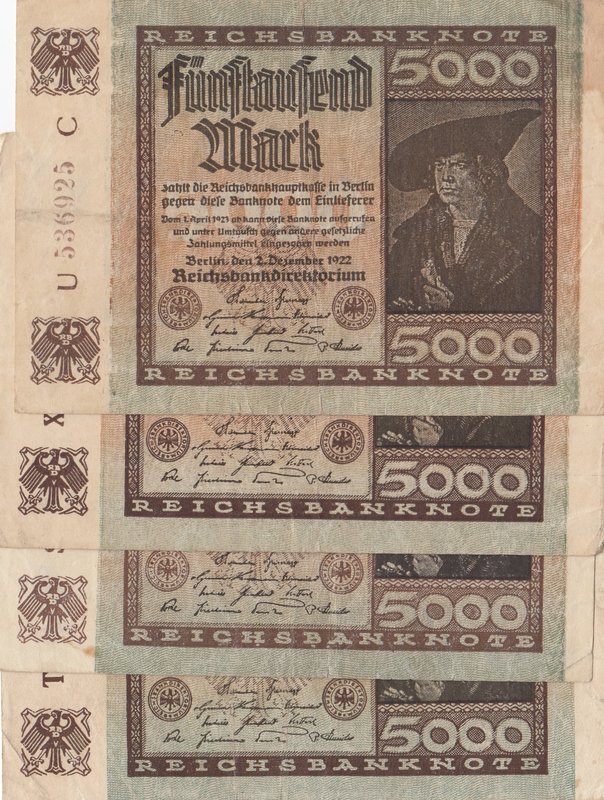 REICHSBANKNOTE
5000
Fünftausend
Mark
zahlt die Reichsbankhauptkasse in Berlin
gegen diese Banknote dem Einlieferer
Vom 1. April 1923 ab kann diese Banknote aufgerufen
und unter Umtausch gegen andere gesetzliche
Zahlungsmittel eingezogen werden
Berlin, den 2. Dezember 1922
Reichsbankdirektorium
5000
REICHSBANKNOTE
U 536925 C
X
5000
REICHSBANKNOTE
S
5000
REICHSBANKNOTE
T
5000
REICHSBANKNOTE